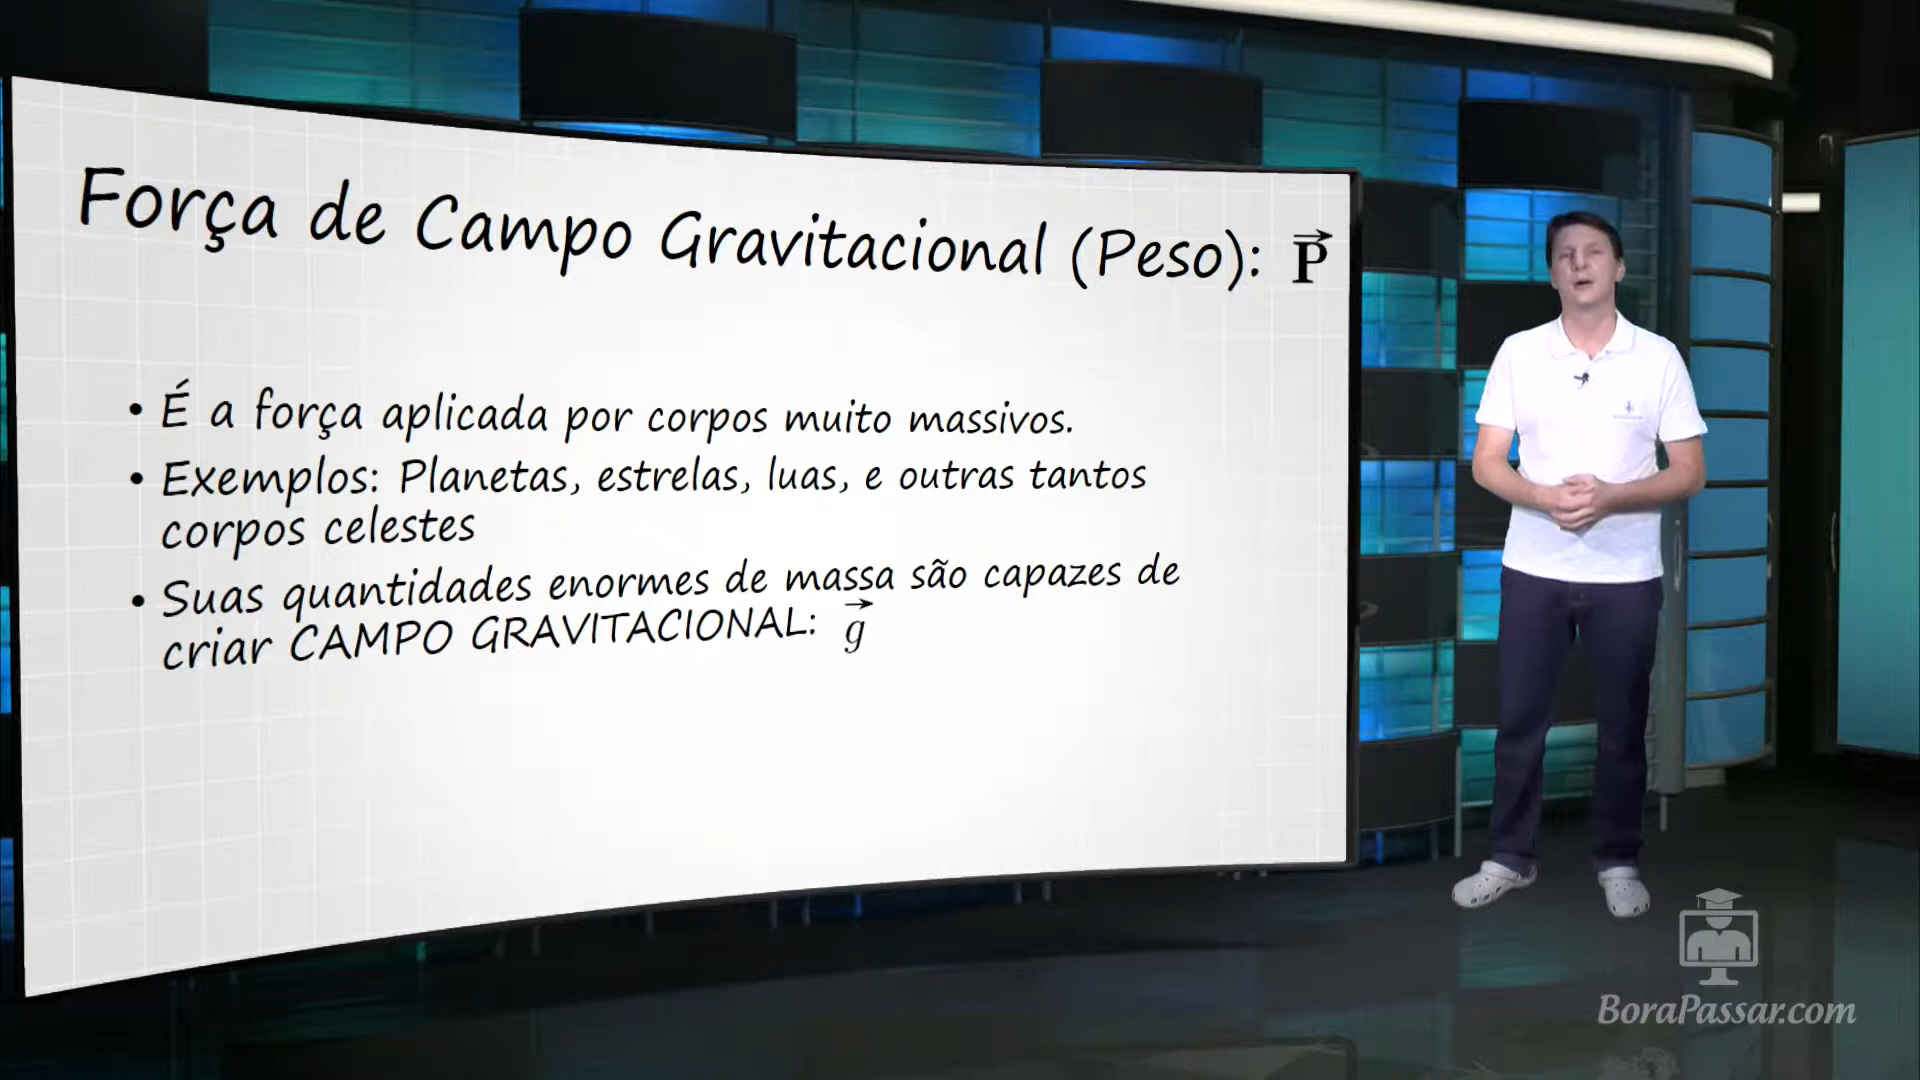 Força de Campo Gravitacional (Peso): P⃗
• É a força aplicada por corpos muito massivos.
• Exemplos: Planetas, estrelas, luas, e outras tantos
corpos celestes
• Suas quantidades enormes de massa são capazes de
criar CAMPO GRAVITACIONAL: g⃗
BoraPassar.com